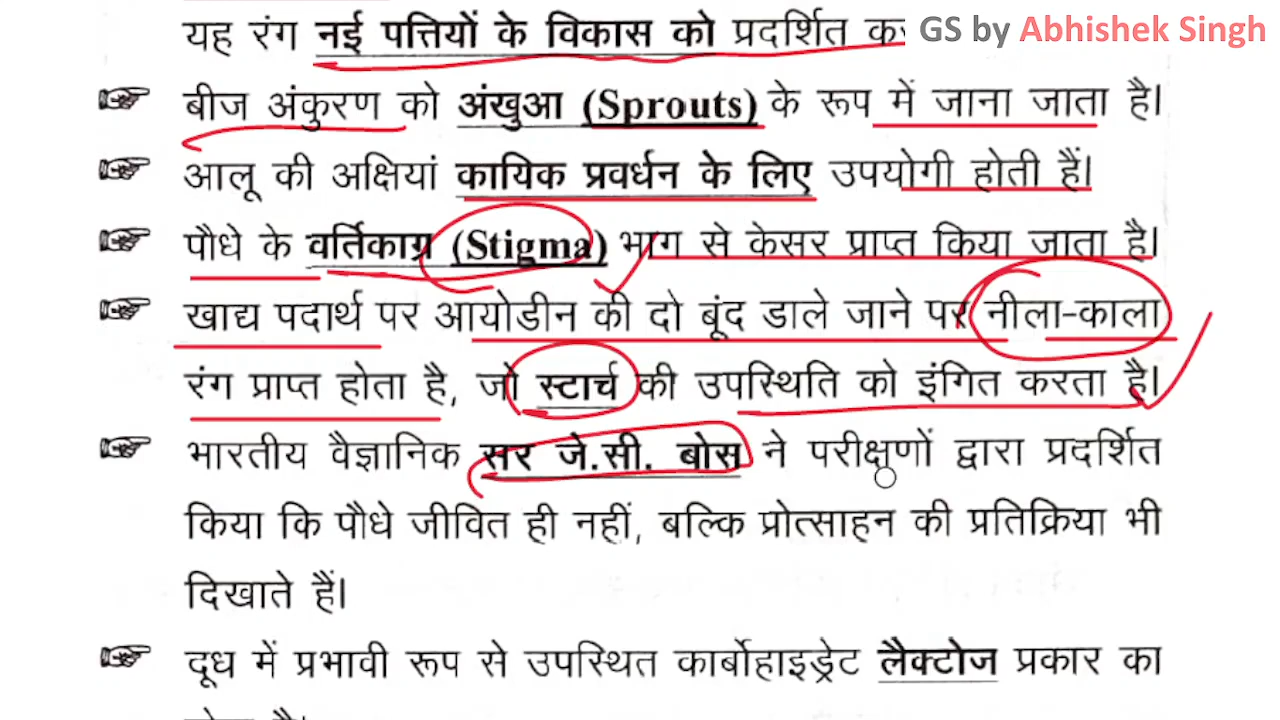 यह रंग नई पत्तियों के विकास को प्रदर्शित
GS by Abhishek Singh
बीज अंकुरण को अंखुआ (Sprouts) के रूप में जाना जाता है।
आलू की अक्षियां कायिक प्रवर्धन के लिए उपयोगी होती हैं।
पौधे के वर्तिकाग्र (Stigma) भाग से केसर प्राप्त किया जाता है।
खाद्य पदार्थ पर आयोडीन की दो बूंद डाले जाने पर नीला-काला
रंग प्राप्त होता है, जो स्टार्च की उपस्थिति को इंगित करता है।
भारतीय वैज्ञानिक सर जे.सी. बोस ने परीक्षणों द्वारा प्रदर्शित
किया कि पौधे जीवित ही नहीं, बल्कि प्रोत्साहन की प्रतिक्रिया भी
दिखाते हैं।
दूध में प्रभावी रूप से उपस्थित कार्बोहाइड्रेट लैक्टोज प्रकार का